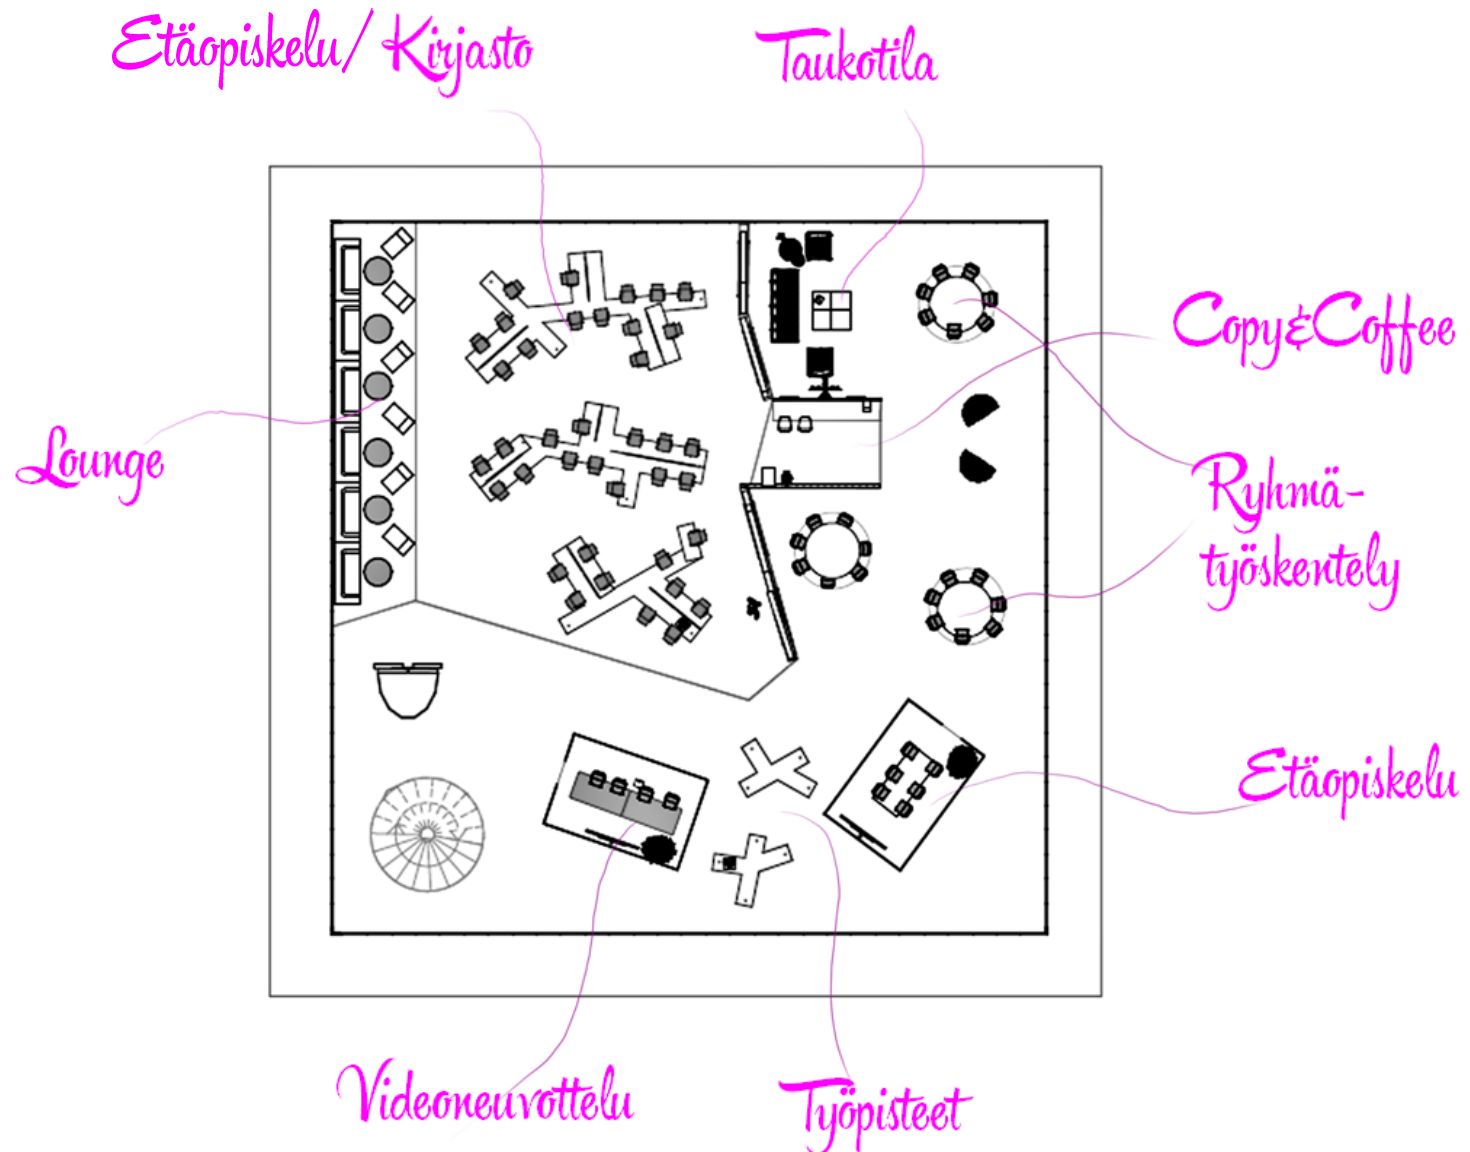 Etäopiskelu/ Kirjasto
Taukotila
Copy&Coffee
Lounge
Ryhmä-
työskentely
Etäopiskelu
Videoneuvottelu
Työpisteet